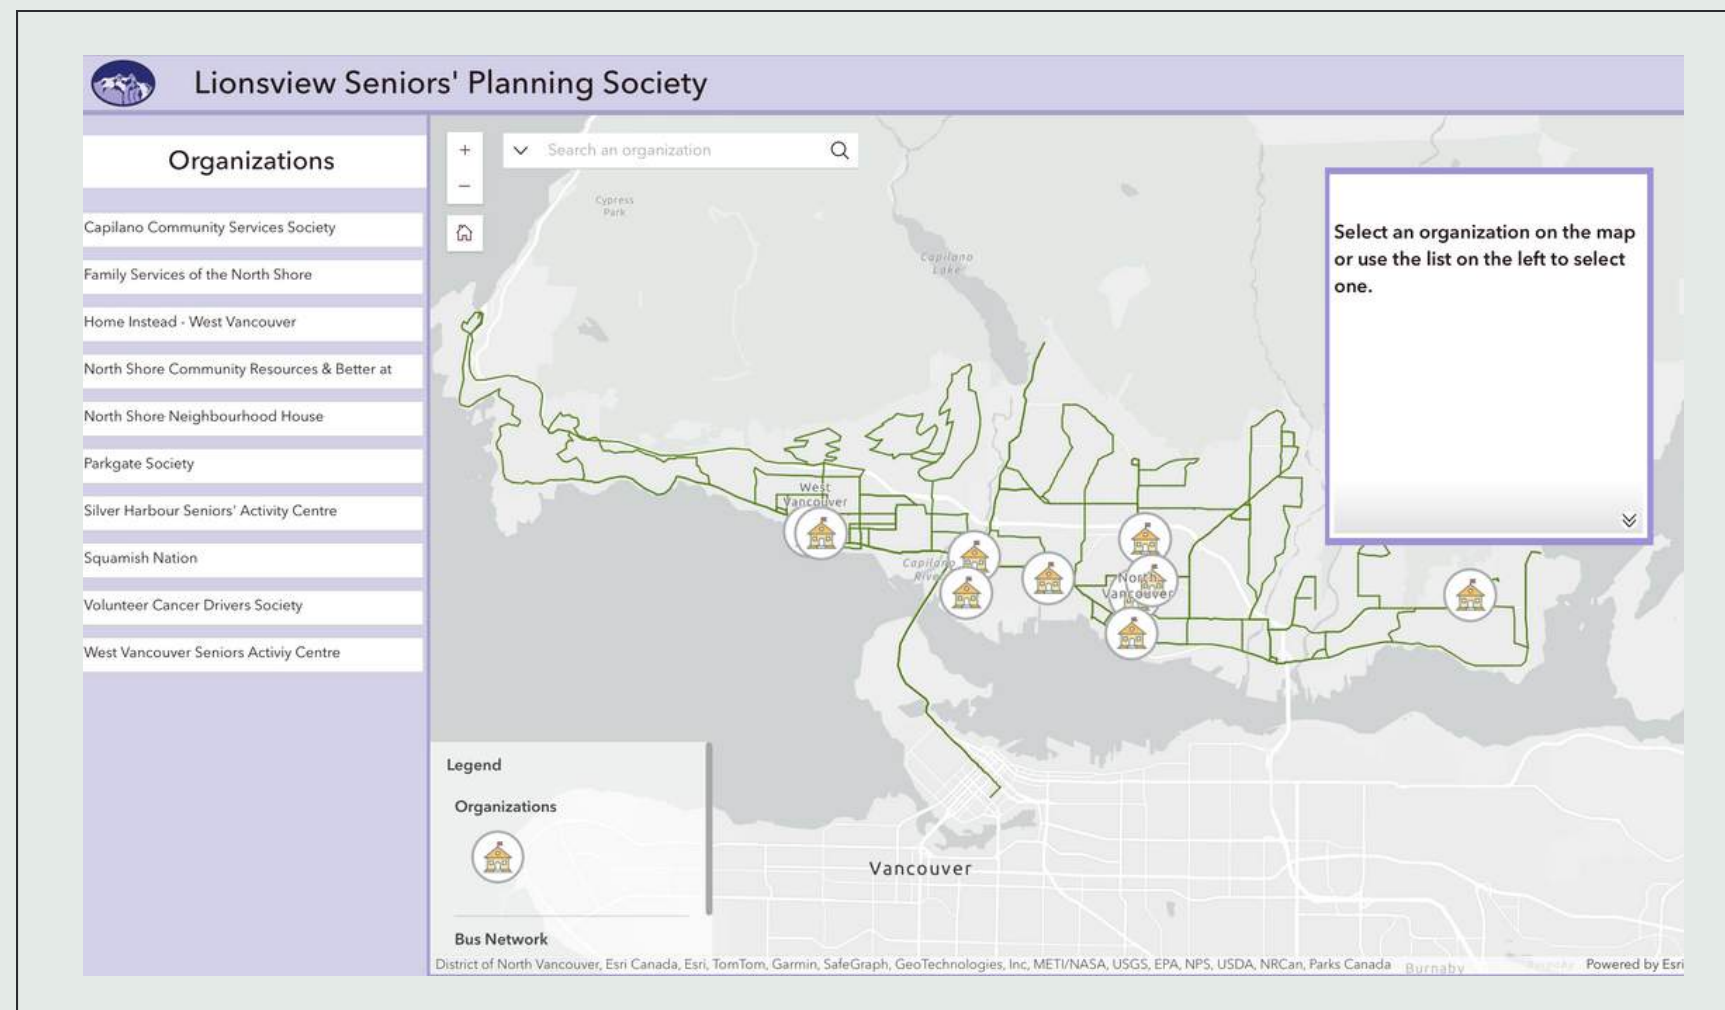 Lionsview Seniors' Planning Society
Organizations
Capilano Community Services Society
Family Services of the North Shore
Home Instead - West Vancouver
North Shore Community Resources & Better at
North Shore Neighbourhood House
Parkgate Society
Silver Harbour Seniors' Activity Centre
Squamish Nation
Volunteer Cancer Drivers Society
West Vancouver Seniors Activiy Centre
+
Search an organization
−
Cypress
Park
Capilano
Lake
Select an organization on the map
or use the list on the left to select
one.
West
Vancouver
Capilano
River
North
Vancouver
Legend
Organizations
Vancouver
Bus Network
District of North Vancouver, Esri Canada, Esri, TomTom, Garmin, SafeGraph, GeoTechnologies, Inc, METI/NASA, USGS, EPA, NPS, USDA, NRCan, Parks Canada
Burnaby
Powered by Esri